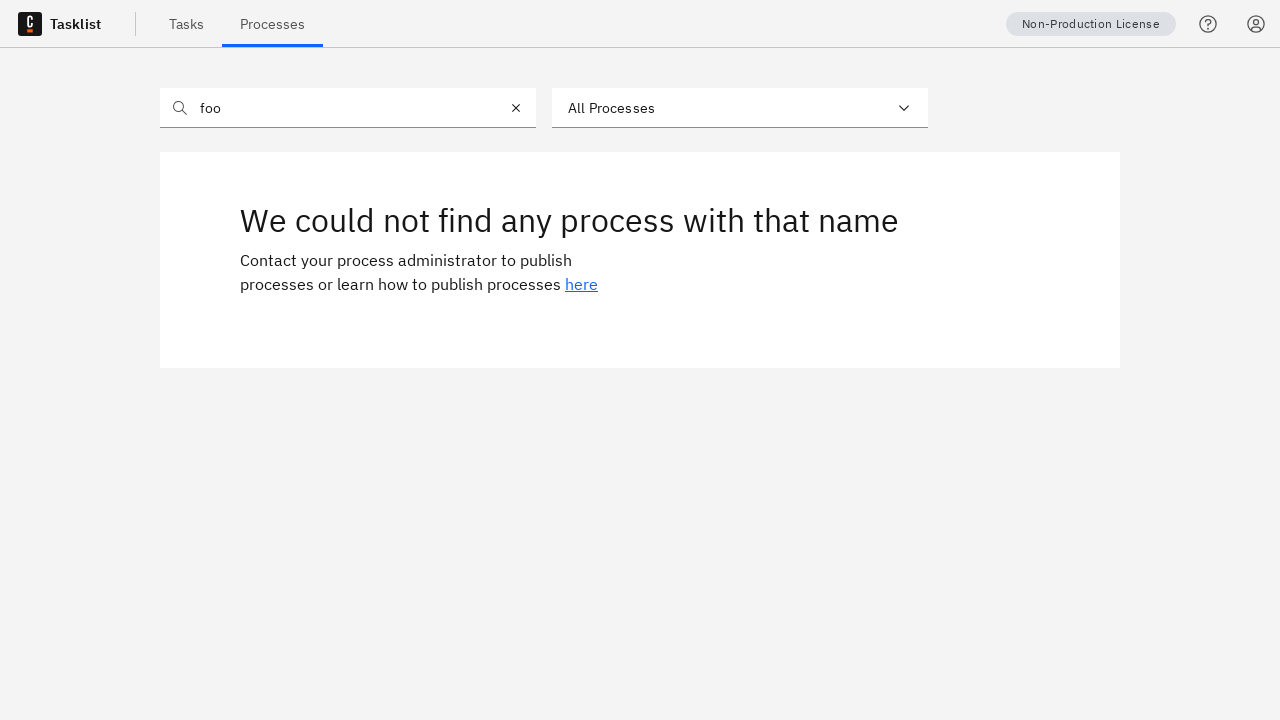 Tasklist
Tasks
Processes
Non-Production License
foo
All Processes
We could not find any process with that name
Contact your process administrator to publish
processes or learn how to publish processes here